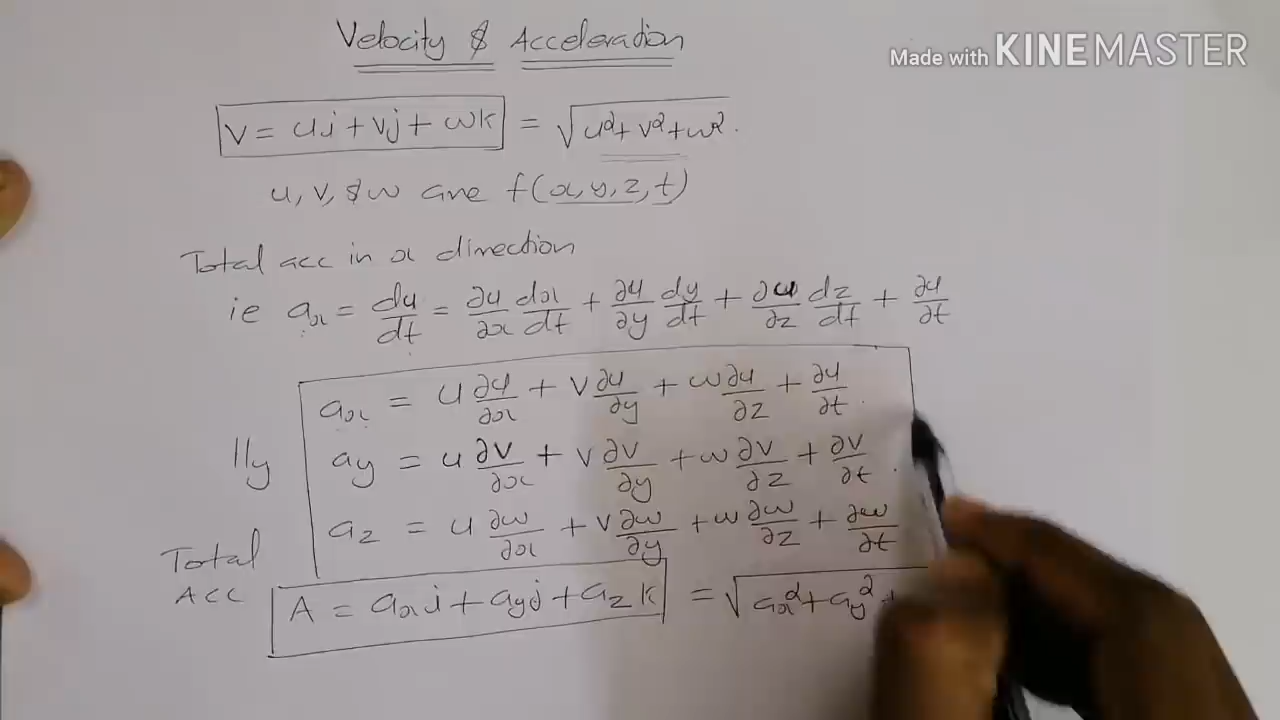 Velocity & Acceleration
Made with KINEMASTER
V = ui + vj + wk = √u²+v²+w².
u, v, & w are f(x, y, z, t)
Total acc in x direction
ie aₓ = du/dt = ∂u/∂x dx/dt + ∂u/∂y dy/dt + ∂u/∂z dz/dt + ∂u/∂t
aₓ = u ∂u/∂x + v ∂u/∂y + w ∂u/∂z + ∂u/∂t.
||ly ay = u ∂v/∂x + v ∂v/∂y + w ∂v/∂z + ∂v/∂t.
az = u ∂w/∂x + v ∂w/∂y + w ∂w/∂z + ∂w/∂t
Total Acc A = aₓi + ayj + azk = √aₓ² + ay² +